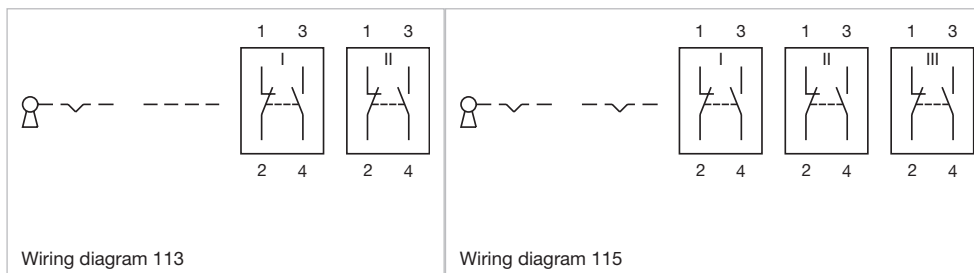 1 3 1 3
I II
2 4 2 4
Wiring diagram 113
1 3 1 3 1 3
I II III
2 4 2 4 2 4
Wiring diagram 115